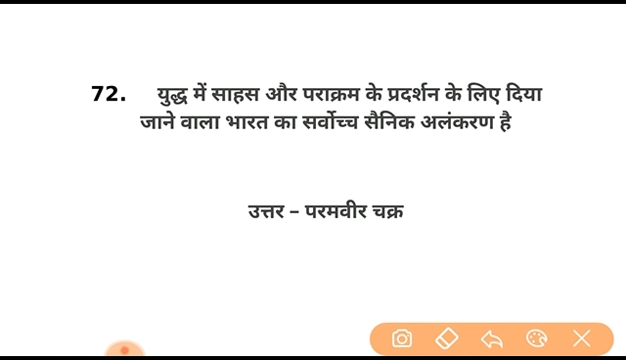 72. युद्ध में साहस और पराक्रम के प्रदर्शन के लिए दिया
जाने वाला भारत का सर्वोच्च सैनिक अलंकरण है
उत्तर – परमवीर चक्र